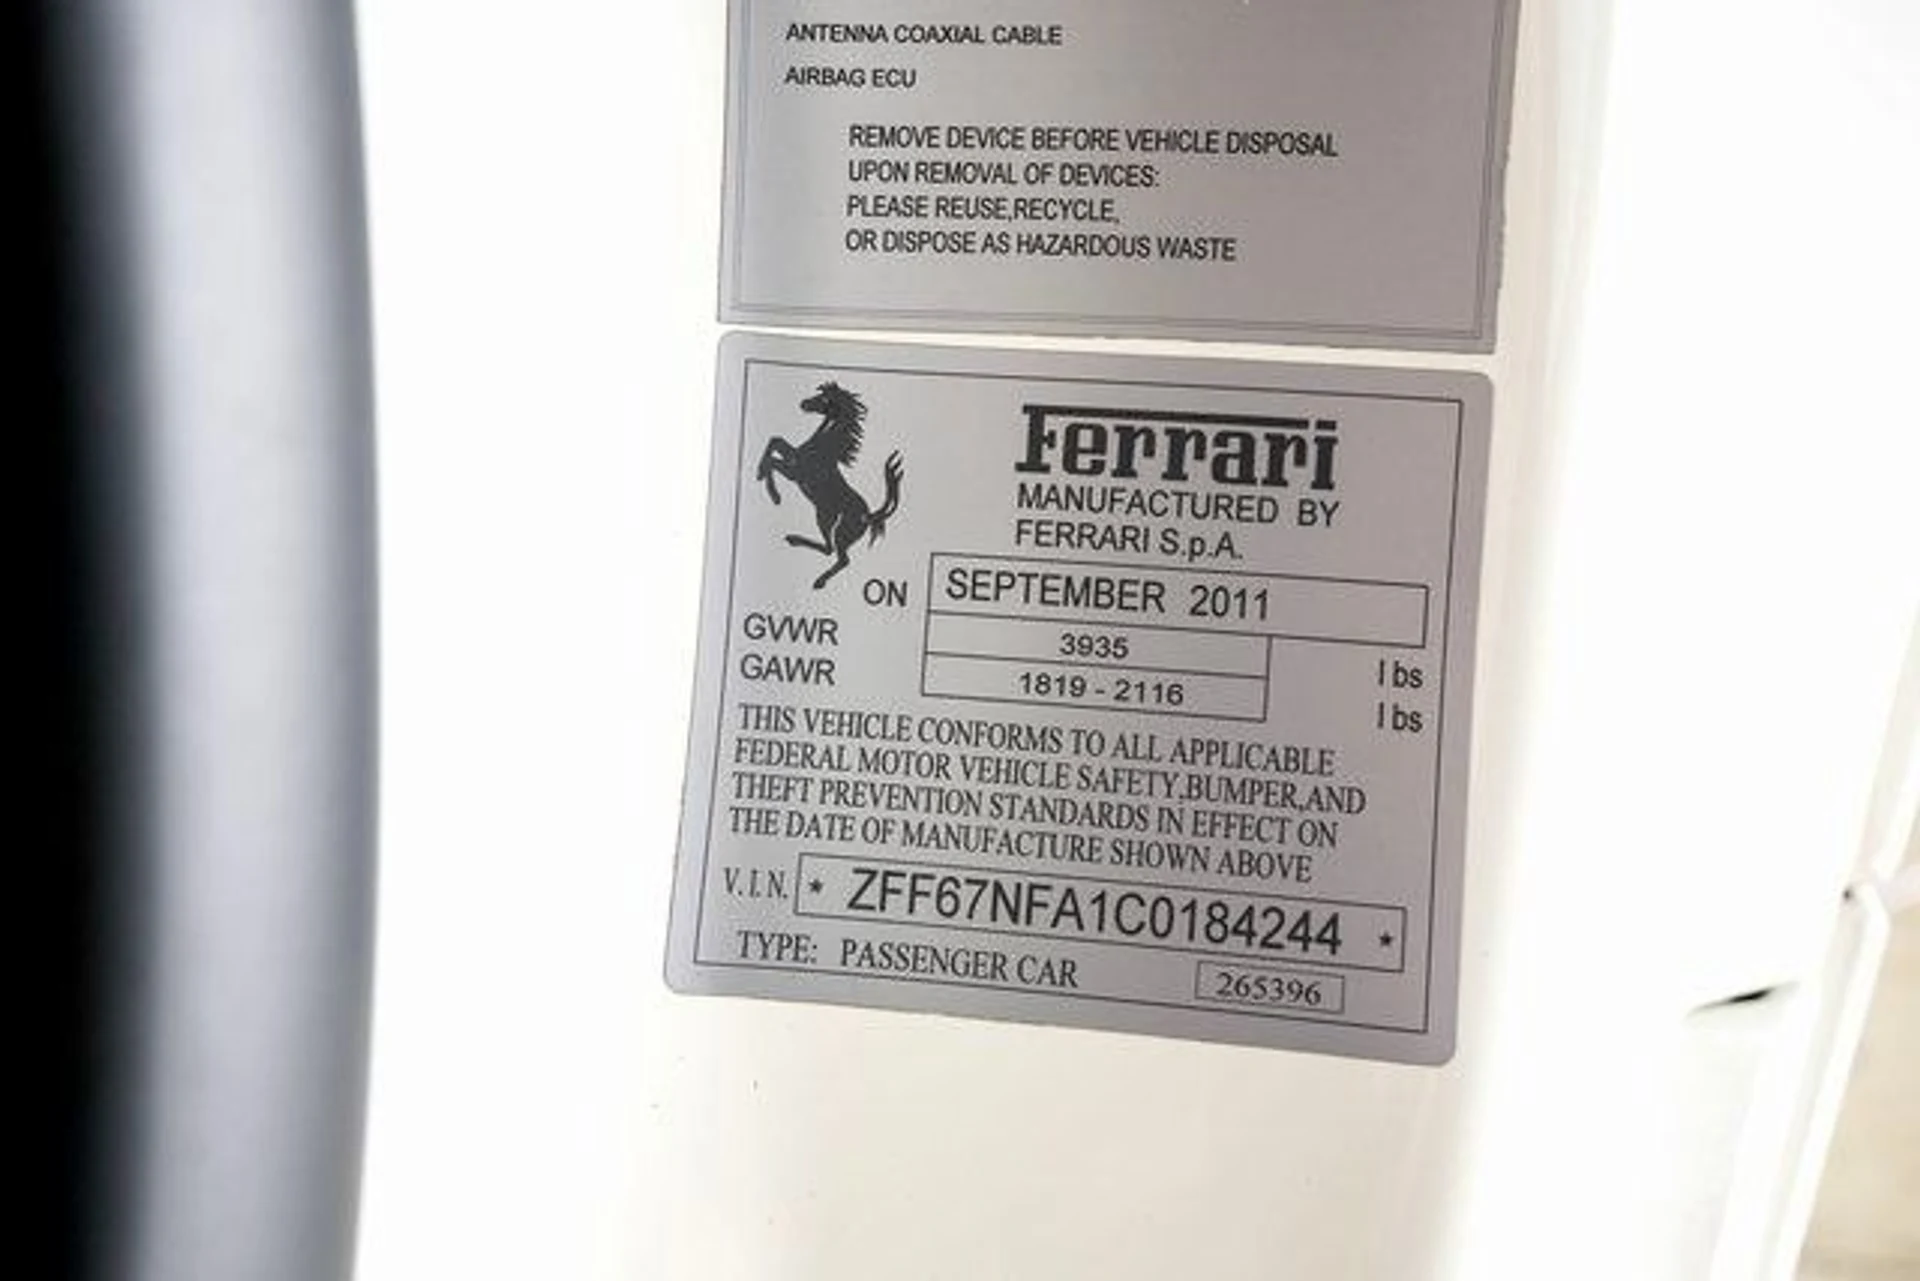 ANTENNA COAXIAL CABLE
AIRBAG ECU
REMOVE DEVICE BEFORE VEHICLE DISPOSAL
UPON REMOVAL OF DEVICES:
PLEASE REUSE,RECYCLE,
OR DISPOSE AS HAZARDOUS WASTE
Ferrari
MANUFACTURED BY
FERRARI S.p.A.
ON SEPTEMBER 2011
GVWR 3935 lbs
GAWR 1819 - 2116 lbs
THIS VEHICLE CONFORMS TO ALL APPLICABLE
FEDERAL MOTOR VEHICLE SAFETY,BUMPER,AND
THEFT PREVENTION STANDARDS IN EFFECT ON
THE DATE OF MANUFACTURE SHOWN ABOVE
V.I.N. * ZFF67NFA1C0184244 *
TYPE: PASSENGER CAR 265396